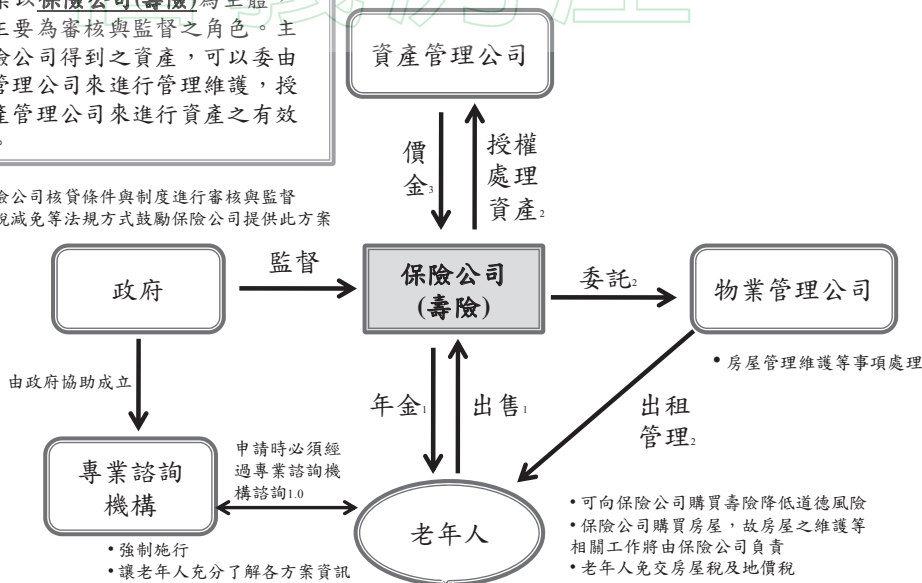 案以保險公司(壽險)為主體，
主要為審核與監督之角色。主
險公司得到之資產，可以委由
管理公司來進行管理維護，授
產管理公司來進行資產之有效
。
險公司核貸條件與制度進行審核與監督
稅減免等法規方式鼓勵保險公司提供此方案
資產管理公司
價
金3
授權
處理
資產2
政府
監督
保險公司
(壽險)
委託2
物業管理公司
• 房屋管理維護等事項處理
由政府協助成立
年金1
出售1
出租
管理2
專業諮詢
機構
申請時必須經
過專業諮詢機
構諮詢1.0
老年人
• 強制施行
• 讓老年人充分了解各方案資訊
• 可向保險公司購買壽險降低道德風險
• 保險公司購買房屋，故房屋之維護等
相關工作將由保險公司負責
• 老年人免交房屋稅及地價稅